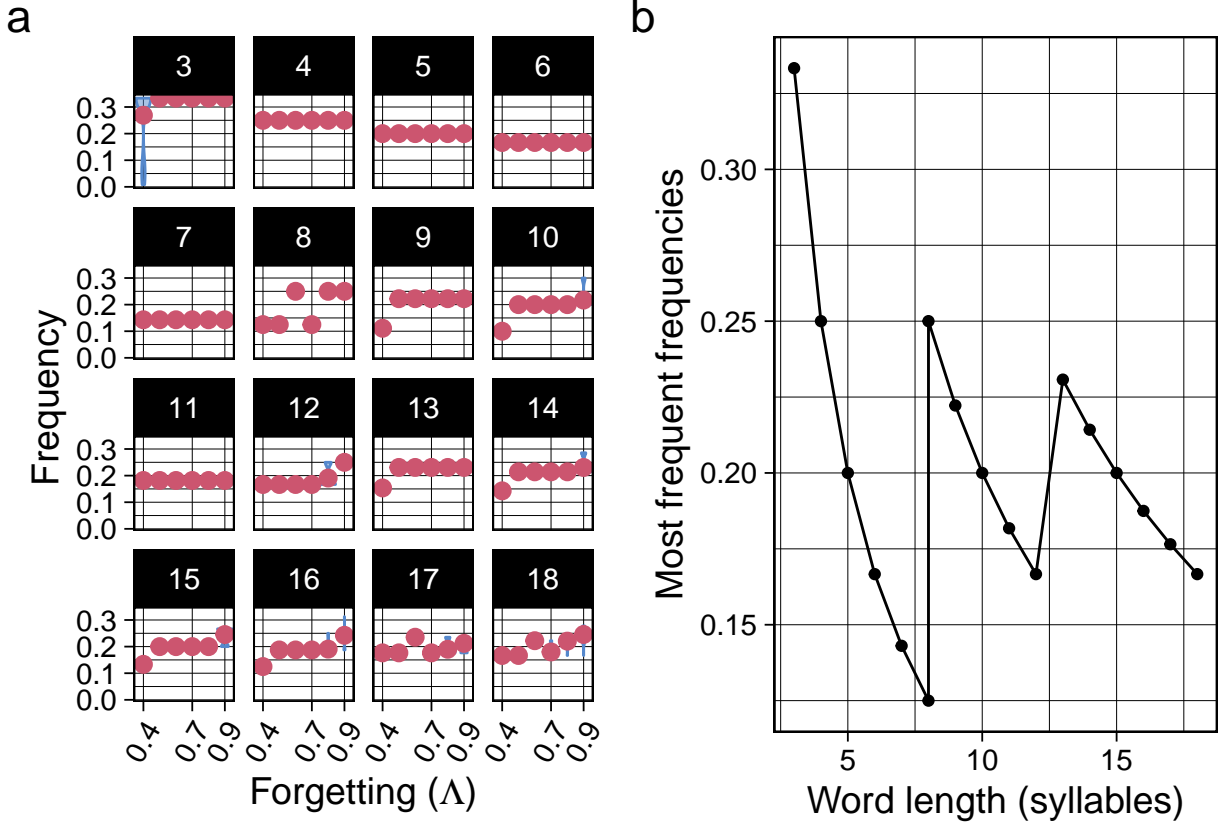 a
3 4 5 6
0.3
0.2
0.1
0.0
7 8 9 10
0.3
0.2
0.1
0.0
11 12 13 14
0.3
0.2
0.1
0.0
15 16 17 18
0.3
0.2
0.1
0.0
0.4 0.7 0.9 0.4 0.7 0.9 0.4 0.7 0.9 0.4 0.7 0.9
Frequency
Forgetting (Λ)
b
Most frequent frequencies
0.30
0.25
0.20
0.15
5 10 15
Word length (syllables)